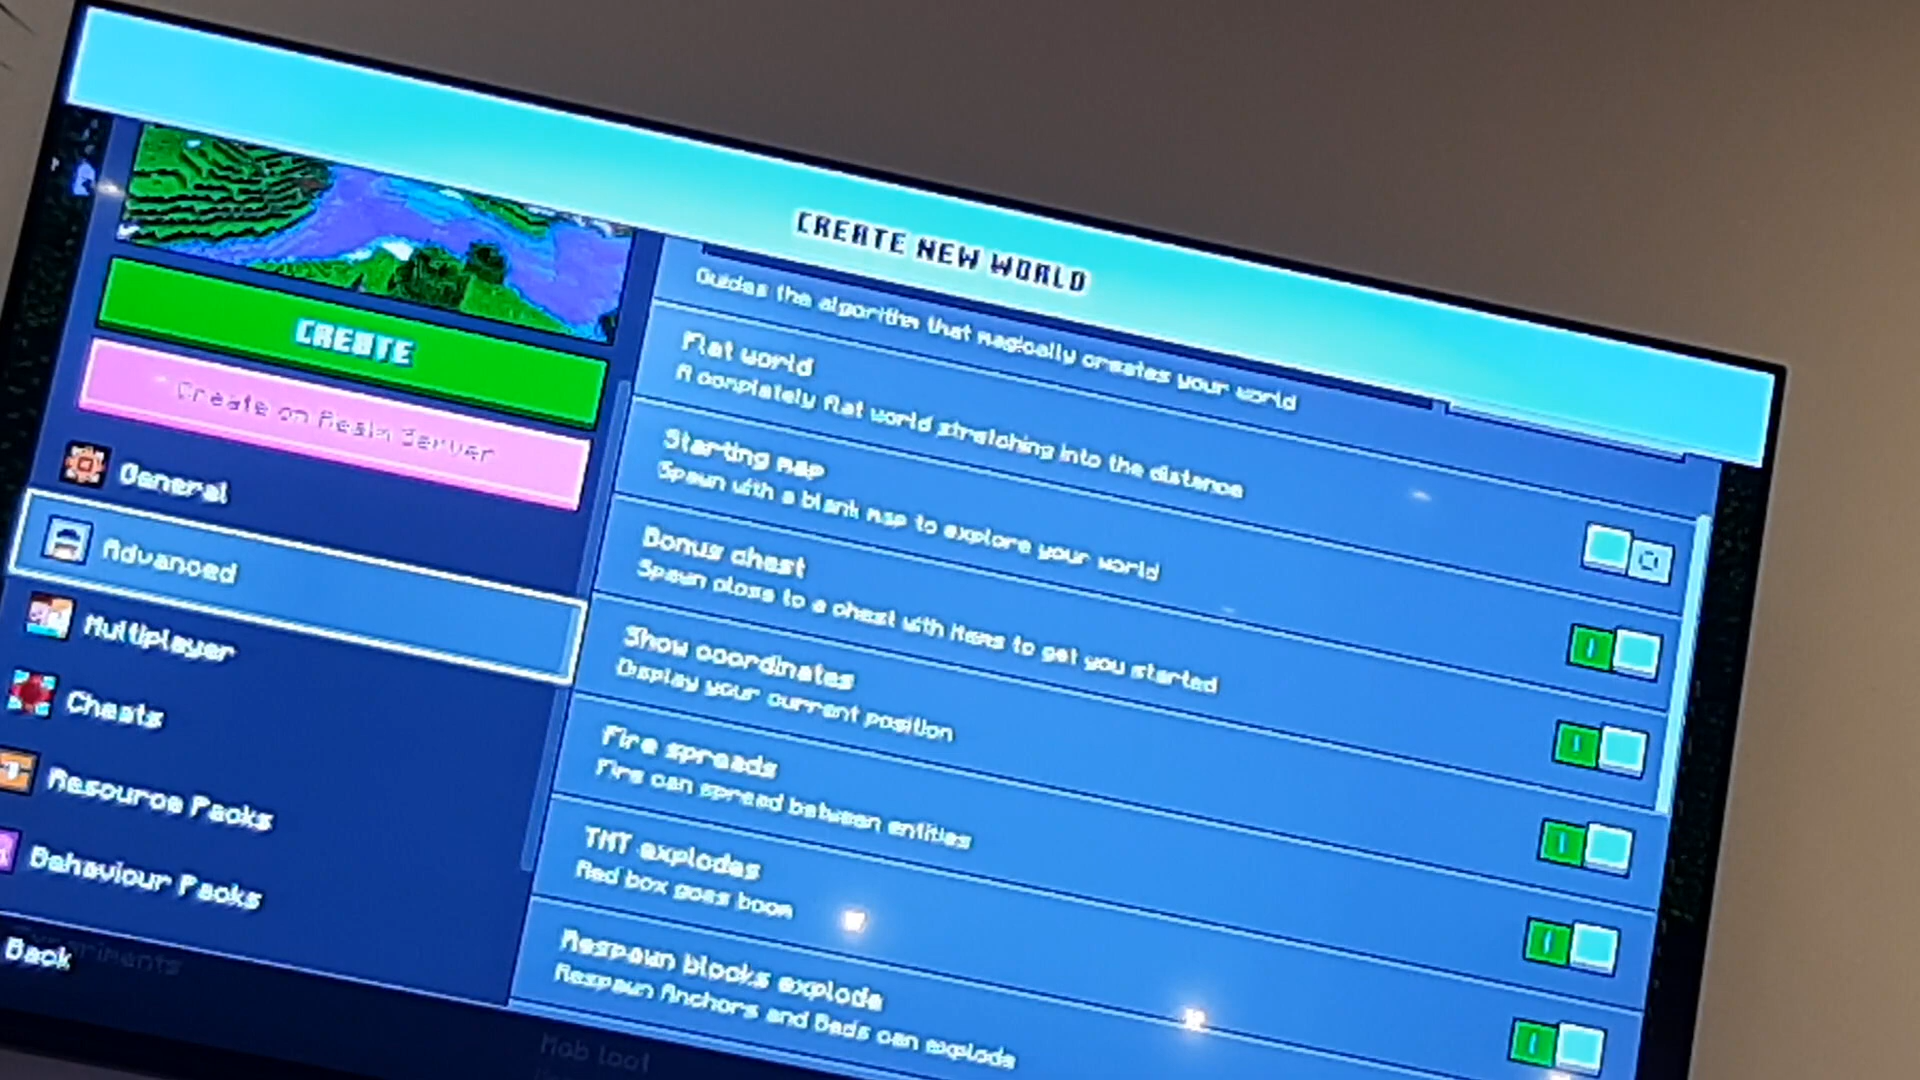 CREATE NEW WORLD
CREATE
Create on Realm Server
General
Advanced
Multiplayer
Cheats
Resource Packs
Behaviour Packs
Experiments
Back
Guides the algorithm that magically creates your world
Flat world
A completely flat world stretching into the distance
Starting map
Spawn with a blank map to explore your world
Bonus chest
Spawn close to a chest with items to get you started
Show coordinates
Display your current position
Fire spreads
Fire can spread between entities
TNT explodes
Red box goes boom
Respawn blocks explode
Respawn Anchors and Beds can explode
Mob loot